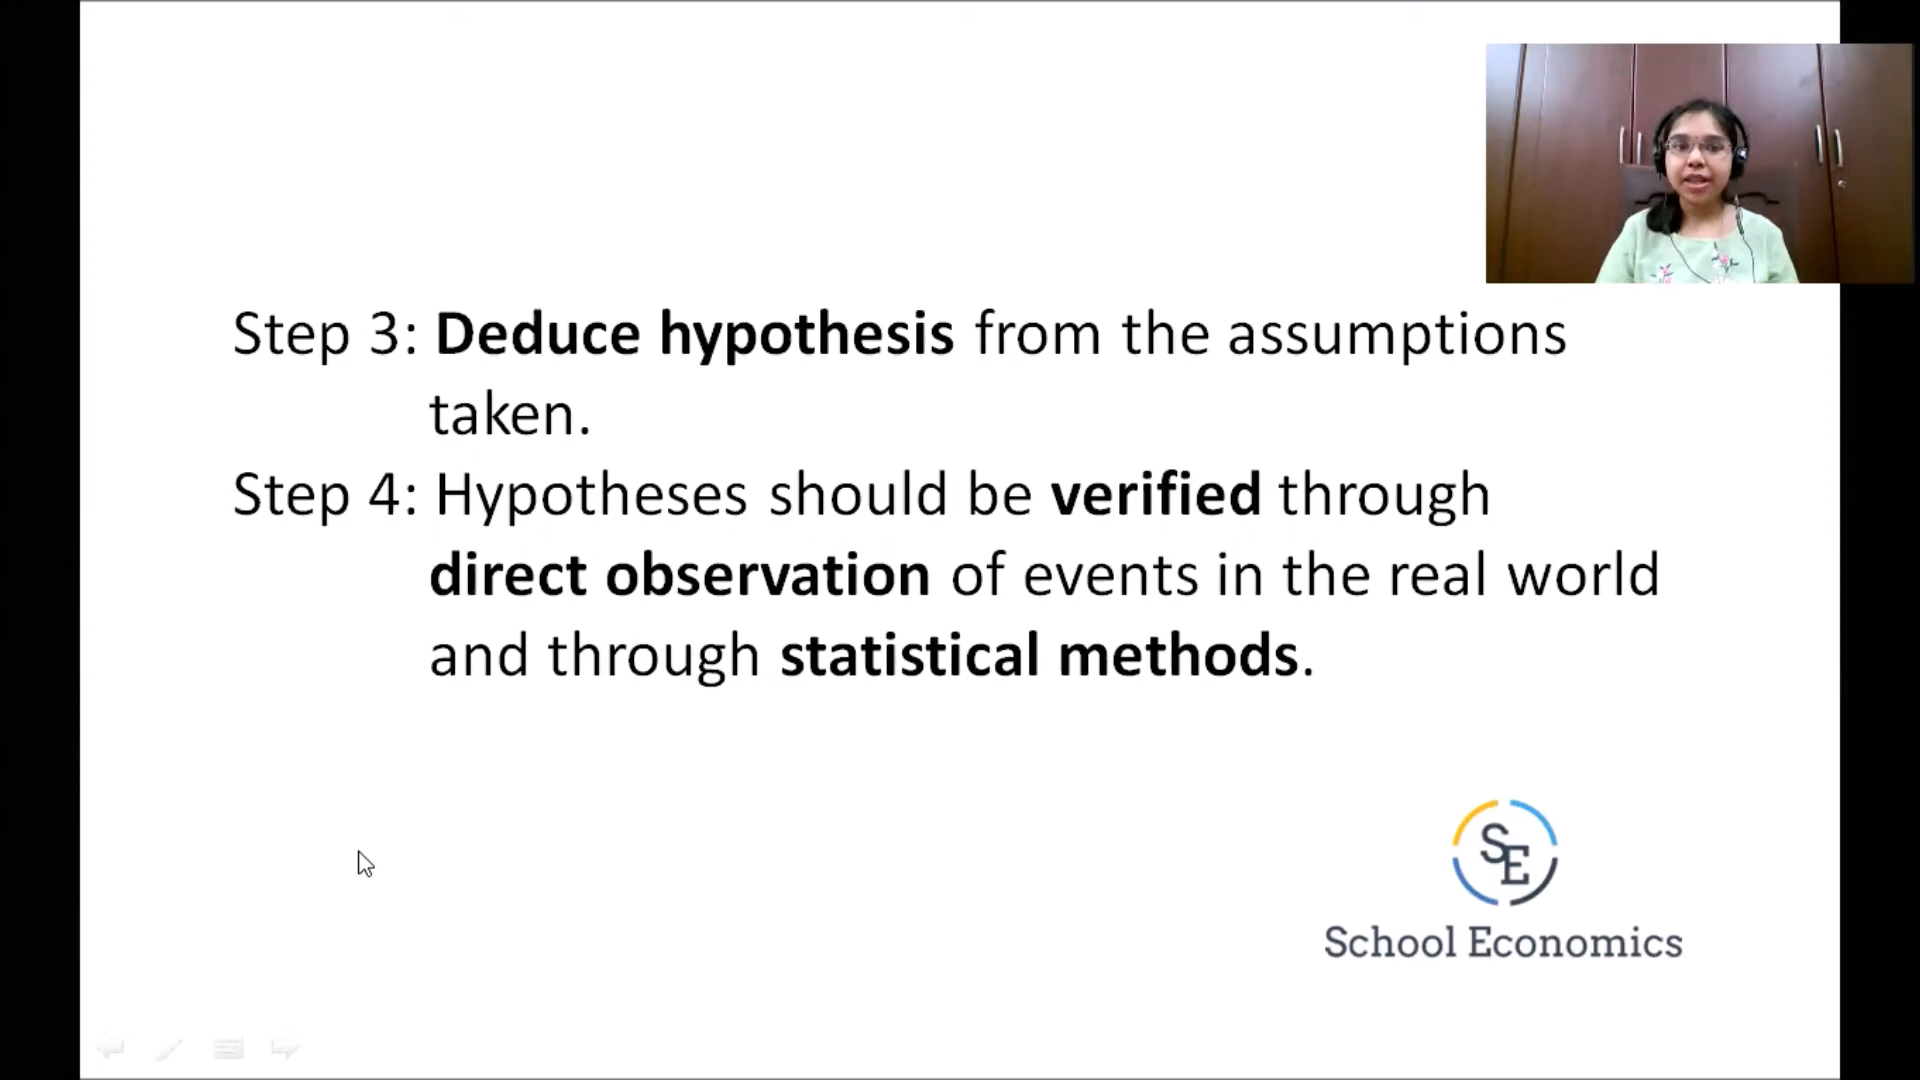 Step 3: Deduce hypothesis from the assumptions
taken.
Step 4: Hypotheses should be verified through
direct observation of events in the real world
and through statistical methods.
SE
School Economics